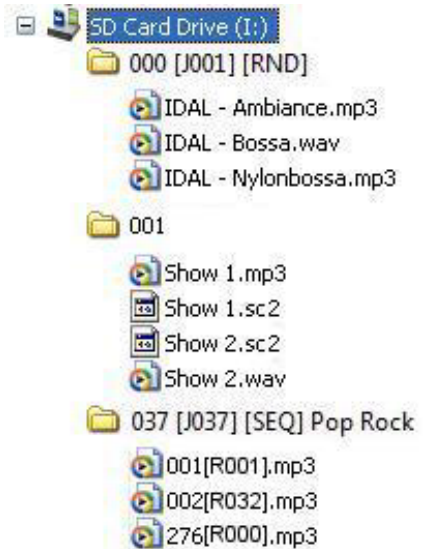 SD Card Drive (I:)
000 [J001] [RND]
IDAL - Ambiance.mp3
IDAL - Bossa.wav
IDAL - Nylonbossa.mp3
001
Show 1.mp3
Show 1.sc2
Show 2.sc2
Show 2.wav
037 [J037] [SEQ] Pop Rock
001[R001].mp3
002[R032].mp3
276[R000].mp3